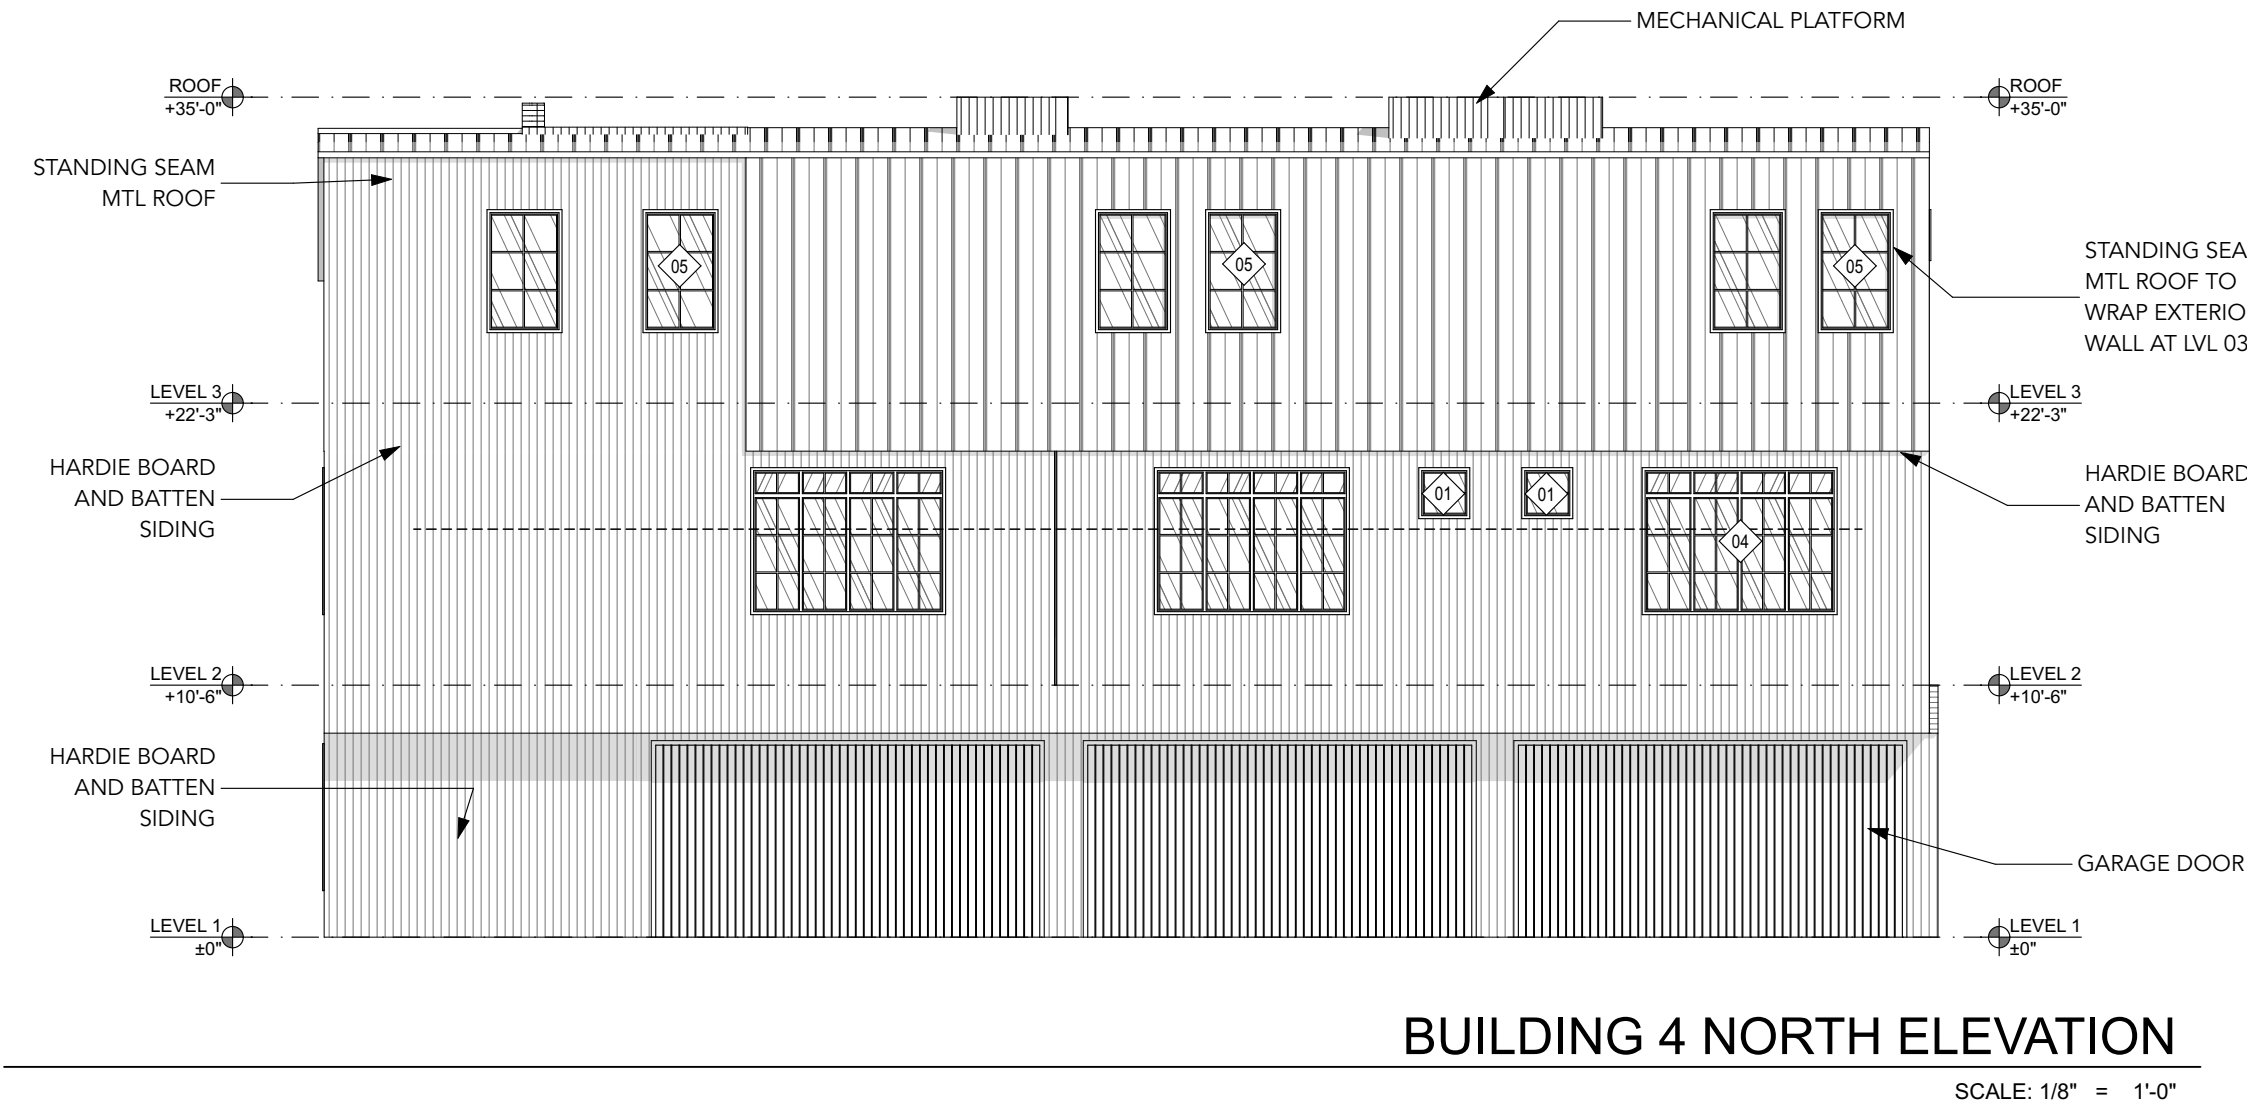 MECHANICAL PLATFORM
ROOF
+35'-0"
ROOF
+35'-0"
STANDING SEAM
MTL ROOF
05
05
05
STANDING SEA
MTL ROOF TO
WRAP EXTERIO
WALL AT LVL 03
LEVEL 3
+22'-3"
LEVEL 3
+22'-3"
HARDIE BOARD
AND BATTEN
SIDING
01
01
04
HARDIE BOARD
AND BATTEN
SIDING
LEVEL 2
+10'-6"
LEVEL 2
+10'-6"
HARDIE BOARD
AND BATTEN
SIDING
GARAGE DOOR
LEVEL 1
±0"
LEVEL 1
±0"
BUILDING 4 NORTH ELEVATION
SCALE: 1/8" = 1'-0"